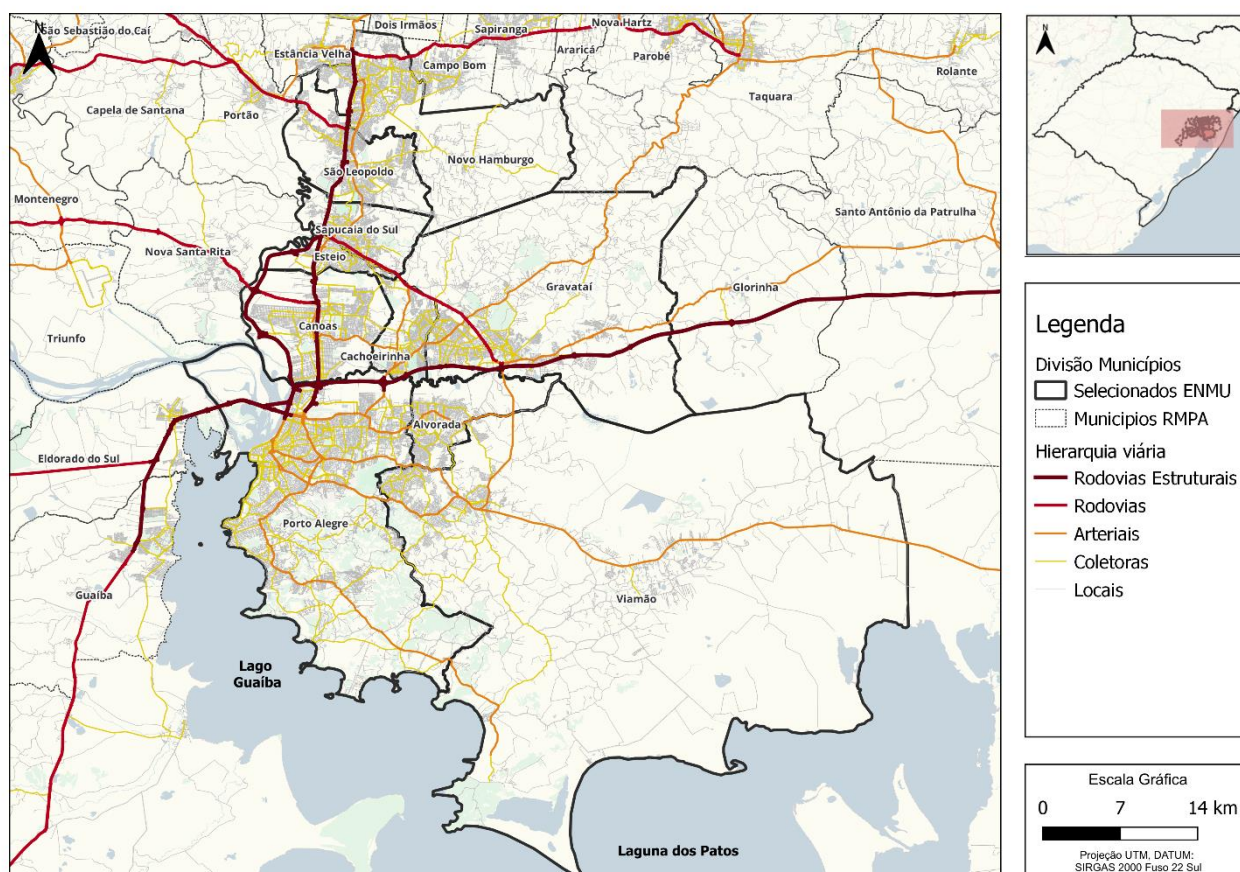 Dois Irmãos
Nova Hartz
São Sebastião do Caí
Sapiranga
N
Estância Velha
Araricá
Parobé
Campo Bom
Rolante
Taquara
Capela de Santana
Portão
Novo Hamburgo
São Leopoldo
Montenegro
Santo Antônio da Patrulha
Sapucaia do Sul
Nova Santa Rita
Esteio
Gravataí
Glorinha
Canoas
Triunfo
Cachoeirinha
Alvorada
Eldorado do Sul
Porto Alegre
Guaíba
Viamão
Lago
Guaíba
Laguna dos Patos
N
Legenda
Divisão Municípios
Selecionados ENMU
Municipios RMPA
Hierarquia viária
Rodovias Estruturais
Rodovias
Arteriais
Coletoras
Locais
Escala Gráfica
0 7 14 km
Projeção UTM, DATUM:
SIRGAS 2000 Fuso 22 Sul